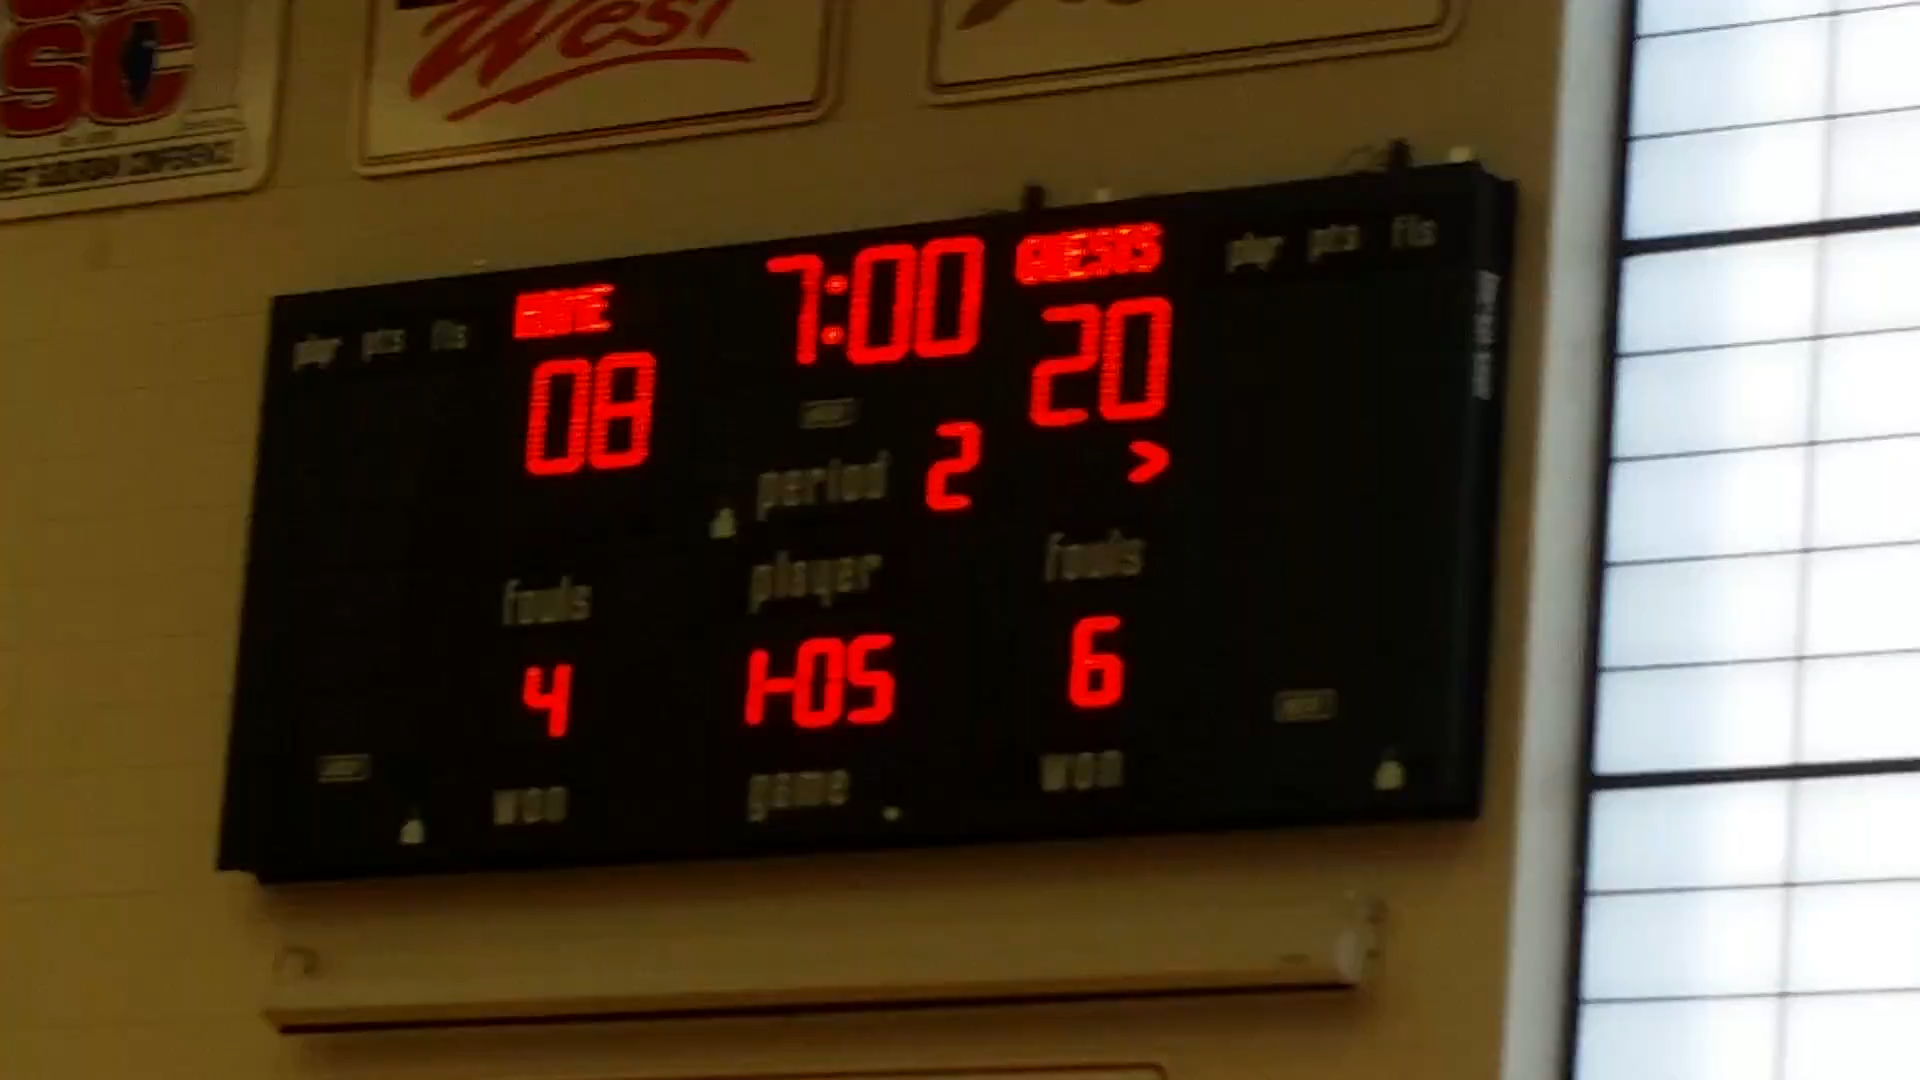 SC
West
HOME
7:00
GUESTS
plyr pts fls
plyr pts fls
08
20
period 2 >
fouls
player
fouls
4
1-05
6
won
game
won